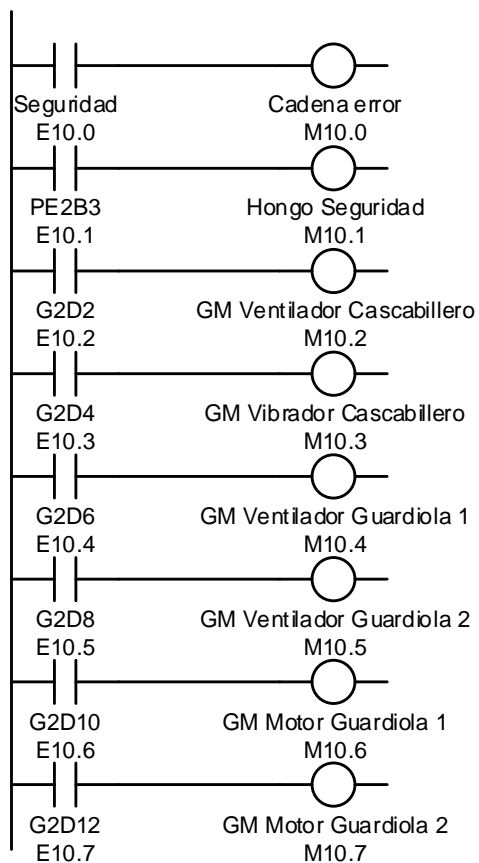 Seguridad Cadena error
E10.0 M10.0
PE2B3 Hongo Seguridad
E10.1 M10.1
G2D2 GM Ventilador Cascabillero
E10.2 M10.2
G2D4 GM Vibrador Cascabillero
E10.3 M10.3
G2D6 GM Ventilador Guardiola 1
E10.4 M10.4
G2D8 GM Ventilador Guardiola 2
E10.5 M10.5
G2D10 GM Motor Guardiola 1
E10.6 M10.6
G2D12 GM Motor Guardiola 2
E10.7 M10.7